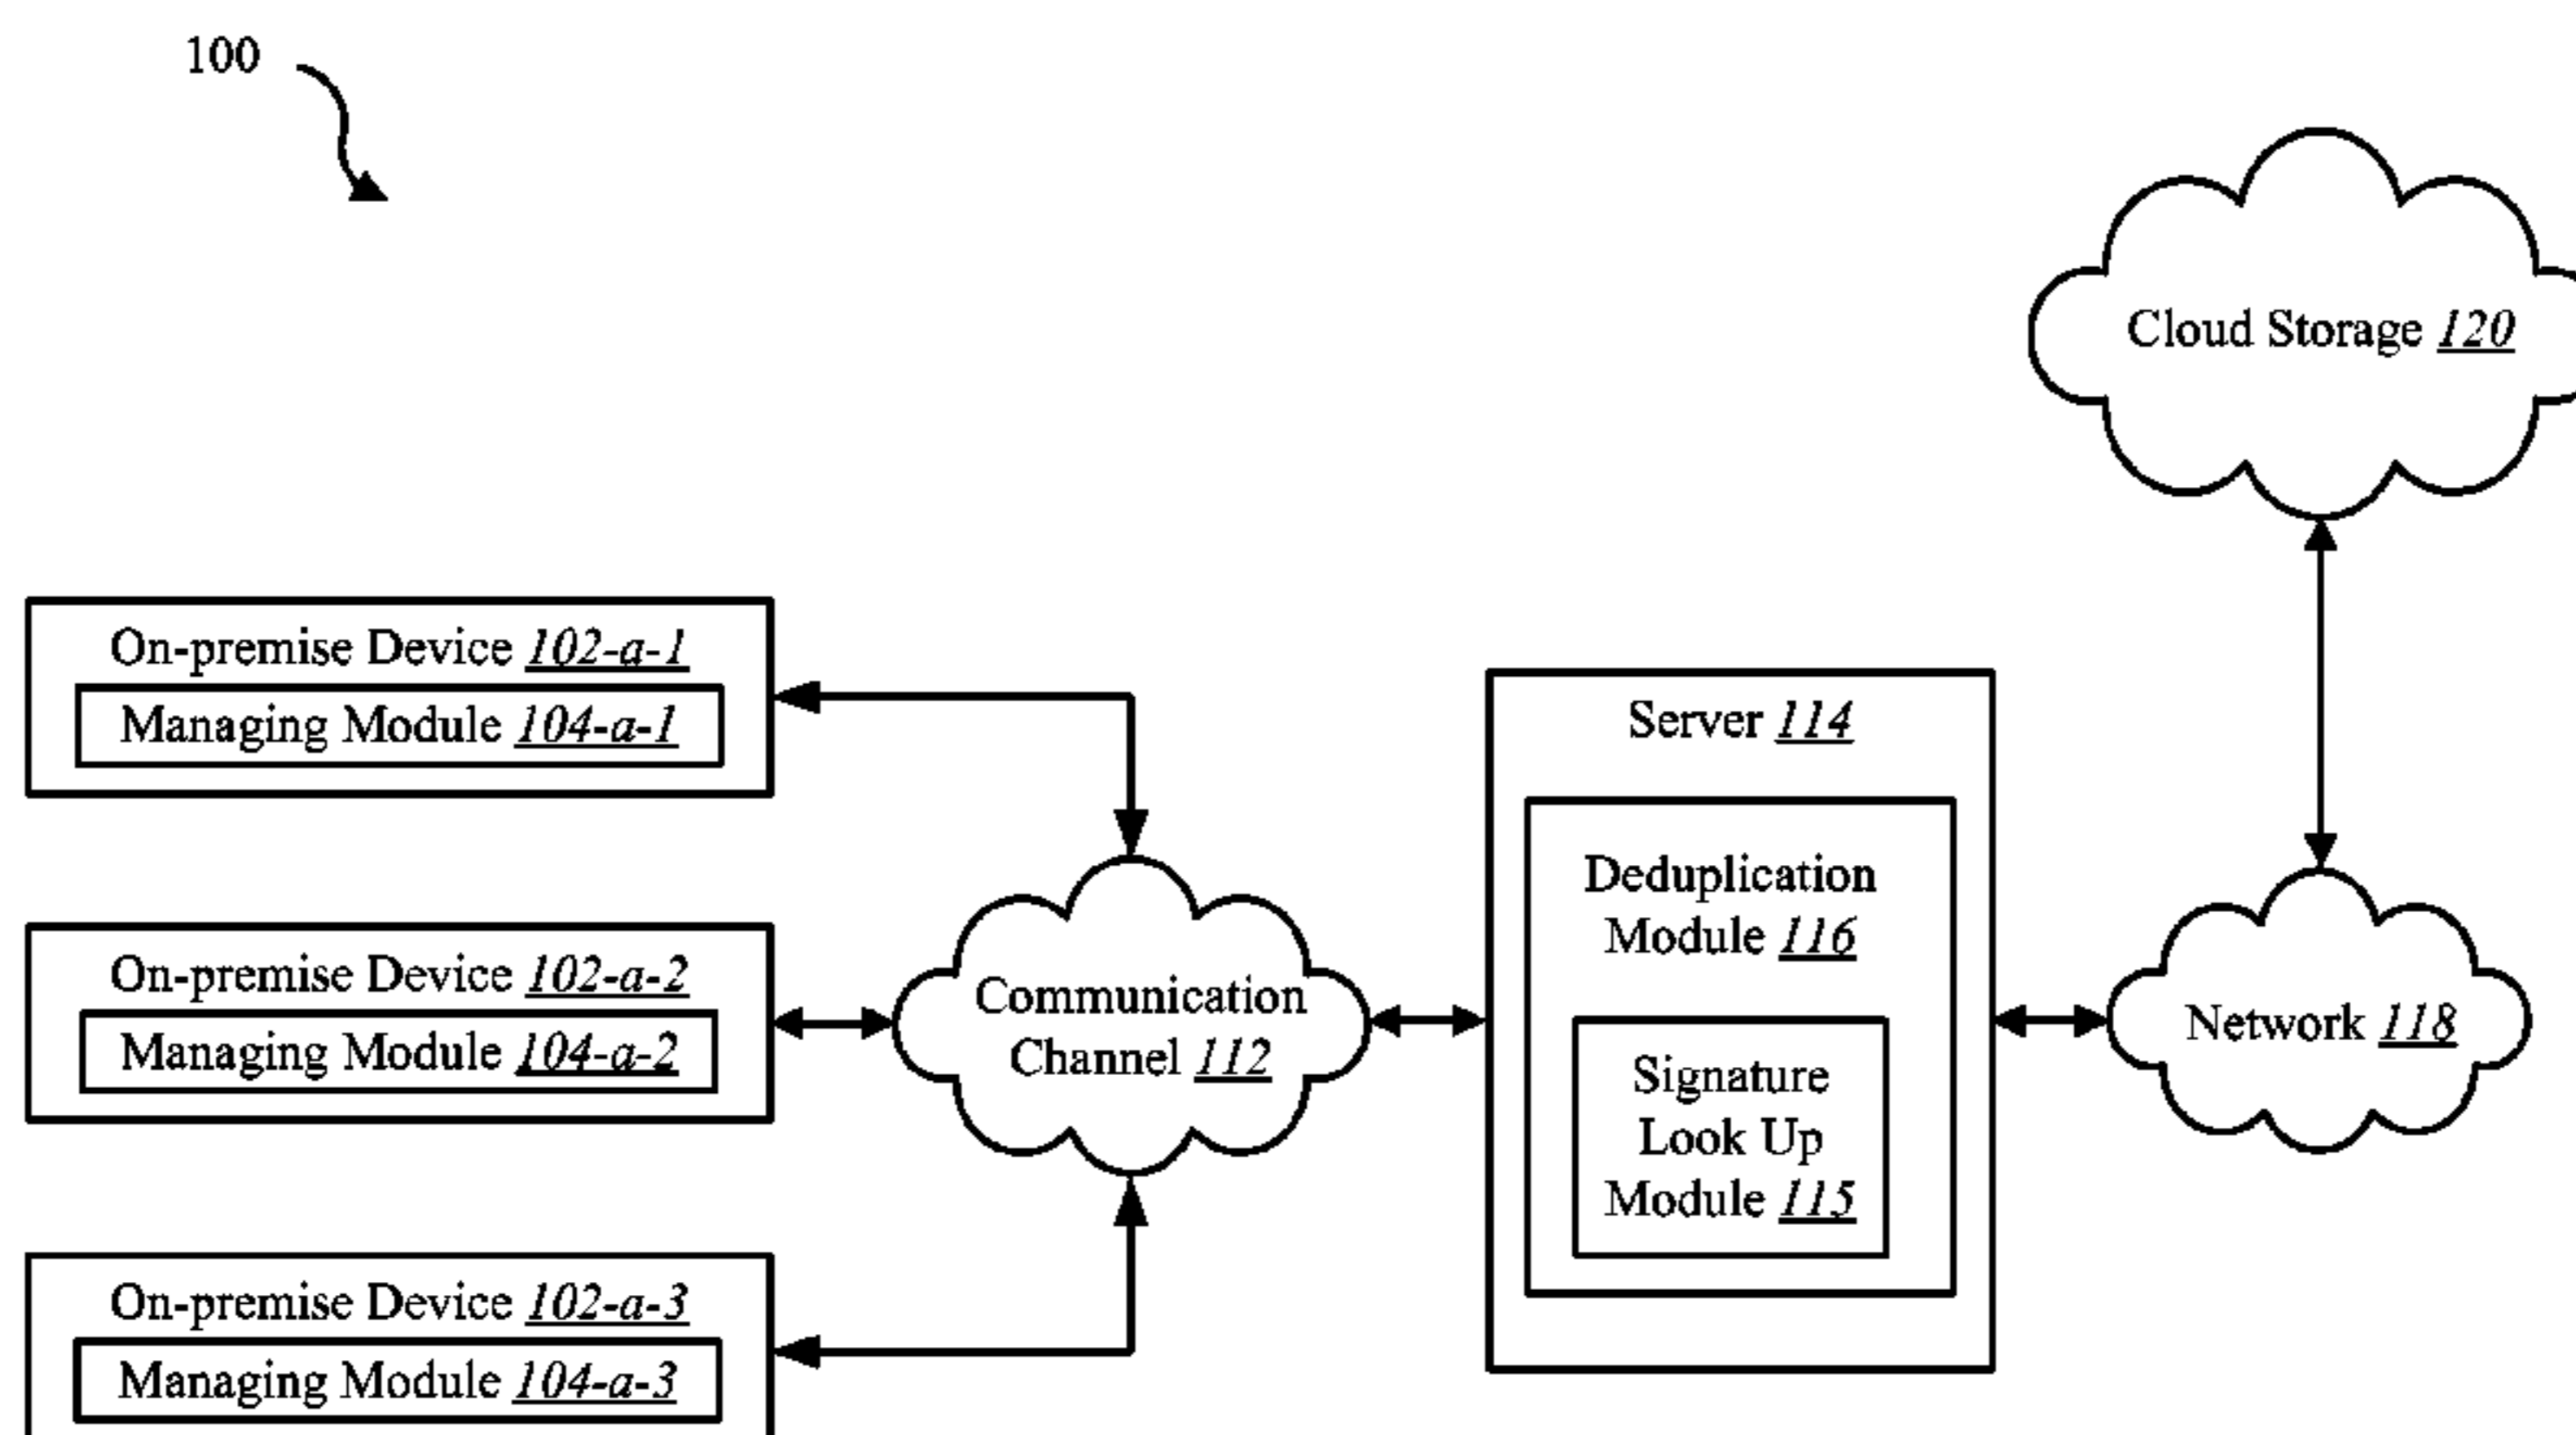 100
Cloud Storage 120
On-premise Device 102-a-1
Managing Module 104-a-1
On-premise Device 102-a-2
Managing Module 104-a-2
On-premise Device 102-a-3
Managing Module 104-a-3
Communication
Channel 112
Server 114
Deduplication
Module 116
Signature
Look Up
Module 115
Network 118